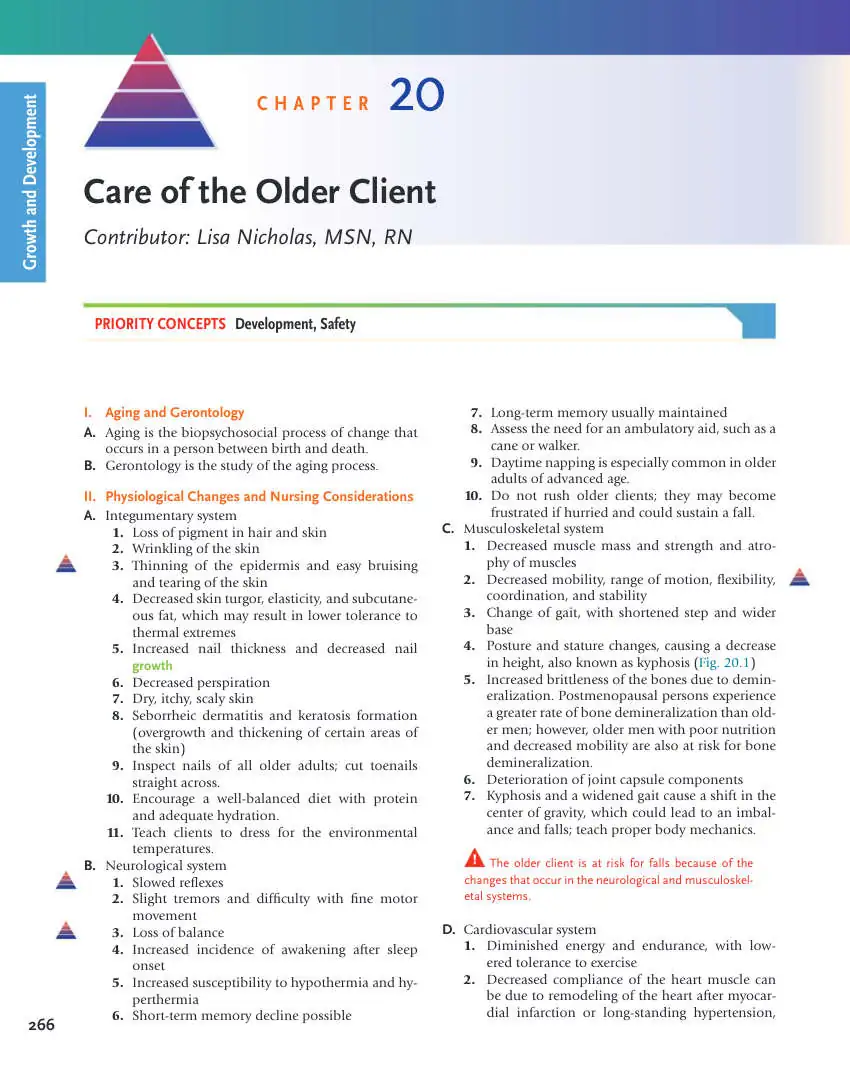 CHAPTER 20
Growth and Development
Care of the Older Client
Contributor: Lisa Nicholas, MSN, RN
PRIORITY CONCEPTS Development, Safety
I. Aging and Gerontology
A. Aging is the biopsychosocial process of change that
occurs in a person between birth and death.
B. Gerontology is the study of the aging process.
II. Physiological Changes and Nursing Considerations
A. Integumentary system
1. Loss of pigment in hair and skin
2. Wrinkling of the skin
3. Thinning of the epidermis and easy bruising
and tearing of the skin
4. Decreased skin turgor, elasticity, and subcutane-
ous fat, which may result in lower tolerance to
thermal extremes
5. Increased nail thickness and decreased nail
growth
6. Decreased perspiration
7. Dry, itchy, scaly skin
8. Seborrheic dermatitis and keratosis formation
(overgrowth and thickening of certain areas of
the skin)
9. Inspect nails of all older adults; cut toenails
straight across.
10. Encourage a well-balanced diet with protein
and adequate hydration.
11. Teach clients to dress for the environmental
temperatures.
B. Neurological system
1. Slowed reflexes
2. Slight tremors and difficulty with fine motor
movement
3. Loss of balance
4. Increased incidence of awakening after sleep
onset
5. Increased susceptibility to hypothermia and hy-
perthermia
6. Short-term memory decline possible
7. Long-term memory usually maintained
8. Assess the need for an ambulatory aid, such as a
cane or walker.
9. Daytime napping is especially common in older
adults of advanced age.
10. Do not rush older clients; they may become
frustrated if hurried and could sustain a fall.
C. Musculoskeletal system
1. Decreased muscle mass and strength and atro-
phy of muscles
2. Decreased mobility, range of motion, flexibility,
coordination, and stability
3. Change of gait, with shortened step and wider
base
4. Posture and stature changes, causing a decrease
in height, also known as kyphosis (Fig. 20.1)
5. Increased brittleness of the bones due to demin-
eralization. Postmenopausal persons experience
a greater rate of bone demineralization than old-
er men; however, older men with poor nutrition
and decreased mobility are also at risk for bone
demineralization.
6. Deterioration of joint capsule components
7. Kyphosis and a widened gait cause a shift in the
center of gravity, which could lead to an imbal-
ance and falls; teach proper body mechanics.
The older client is at risk for falls because of the
changes that occur in the neurological and musculoskel-
etal systems.
D. Cardiovascular system
1. Diminished energy and endurance, with low-
ered tolerance to exercise
2. Decreased compliance of the heart muscle can
be due to remodeling of the heart after myocar-
dial infarction or long-standing hypertension,
266